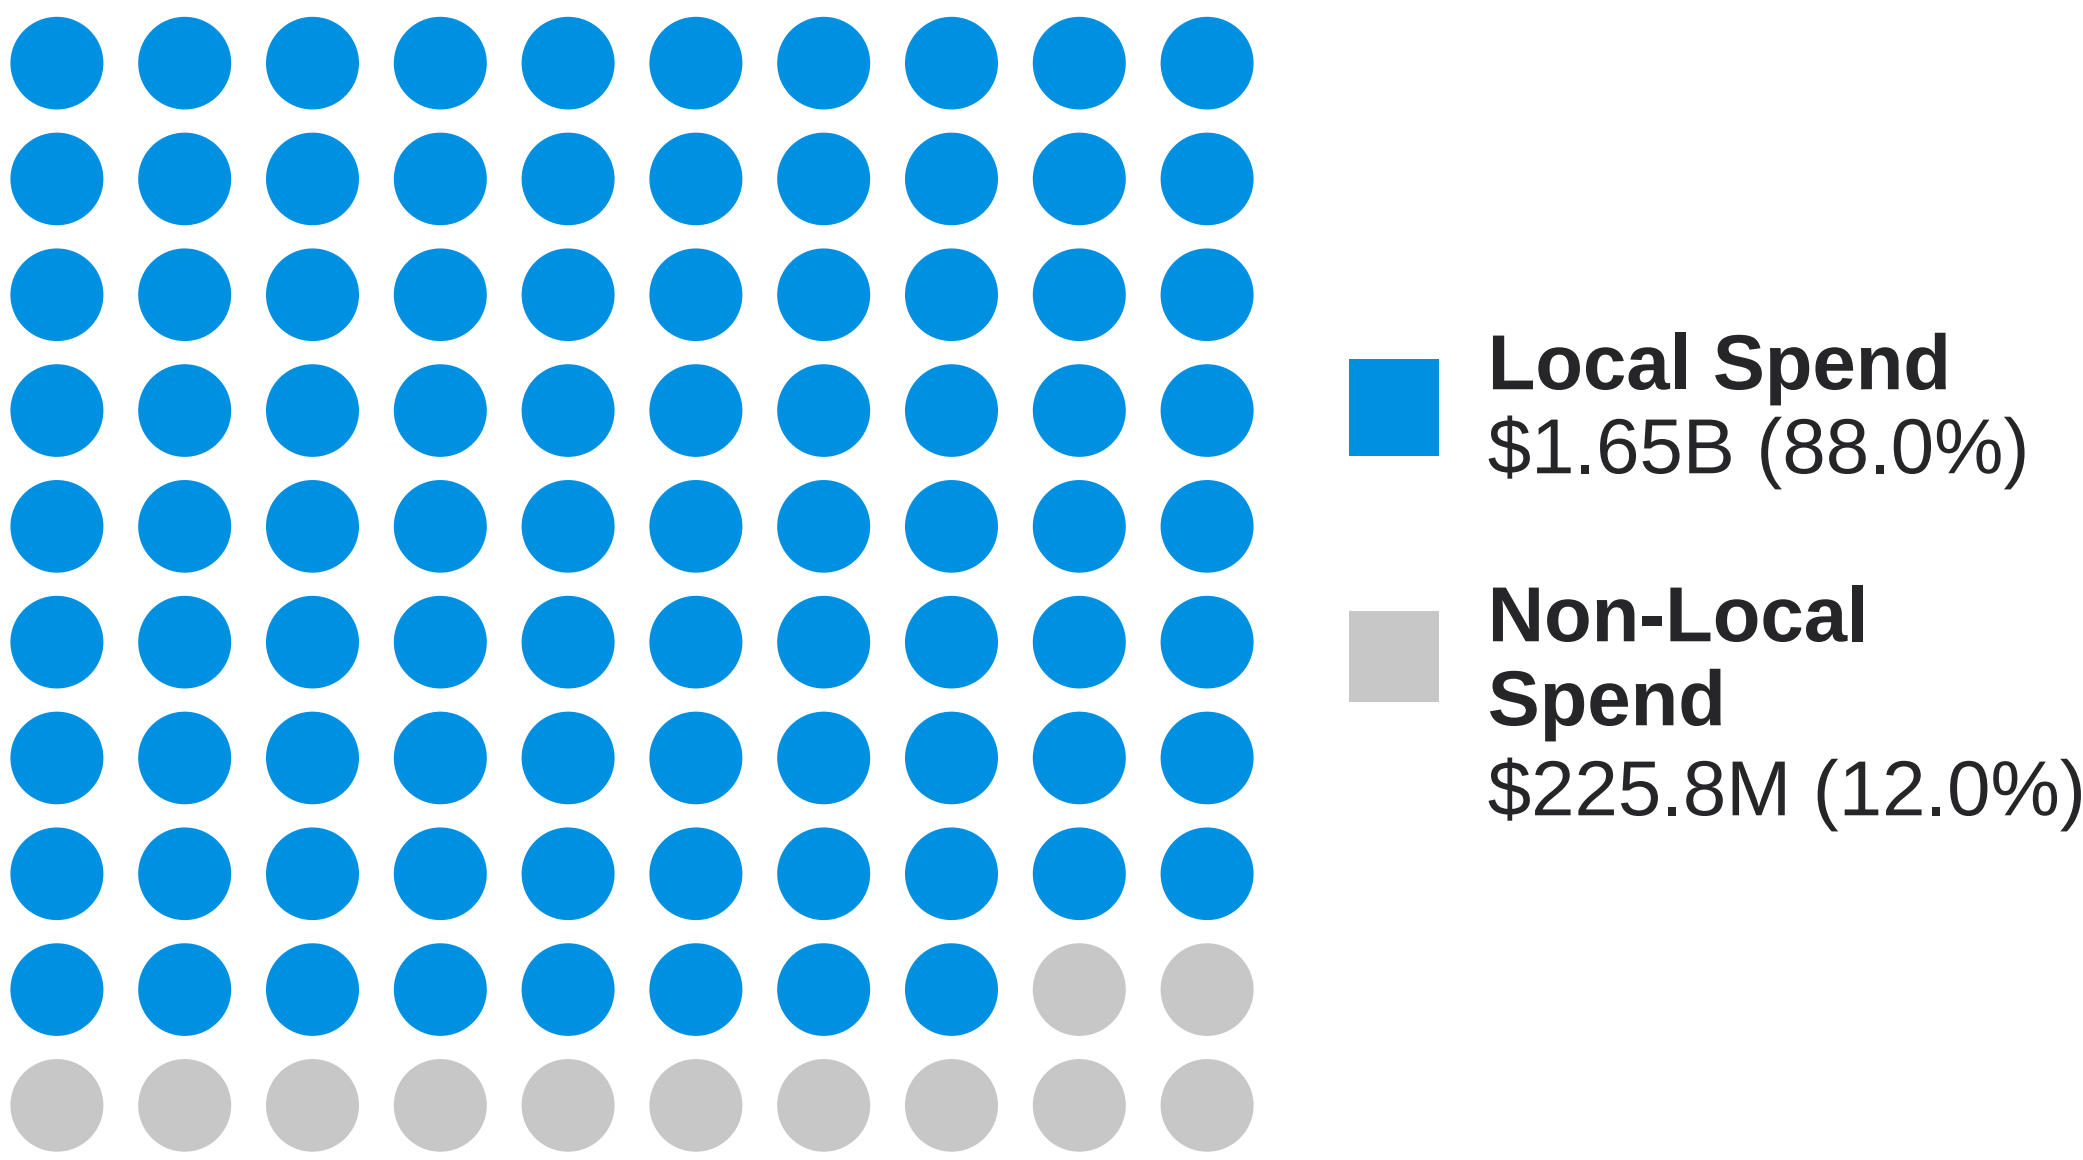 Local Spend
$1.65B (88.0%)
Non-Local
Spend
$225.8M (12.0%)